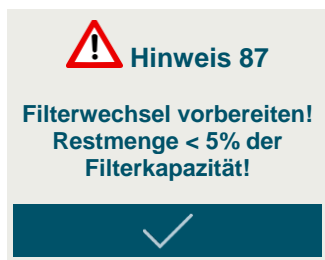 Hinweis 87
Filterwechsel vorbereiten!
Restmenge < 5% der
Filterkapazität!